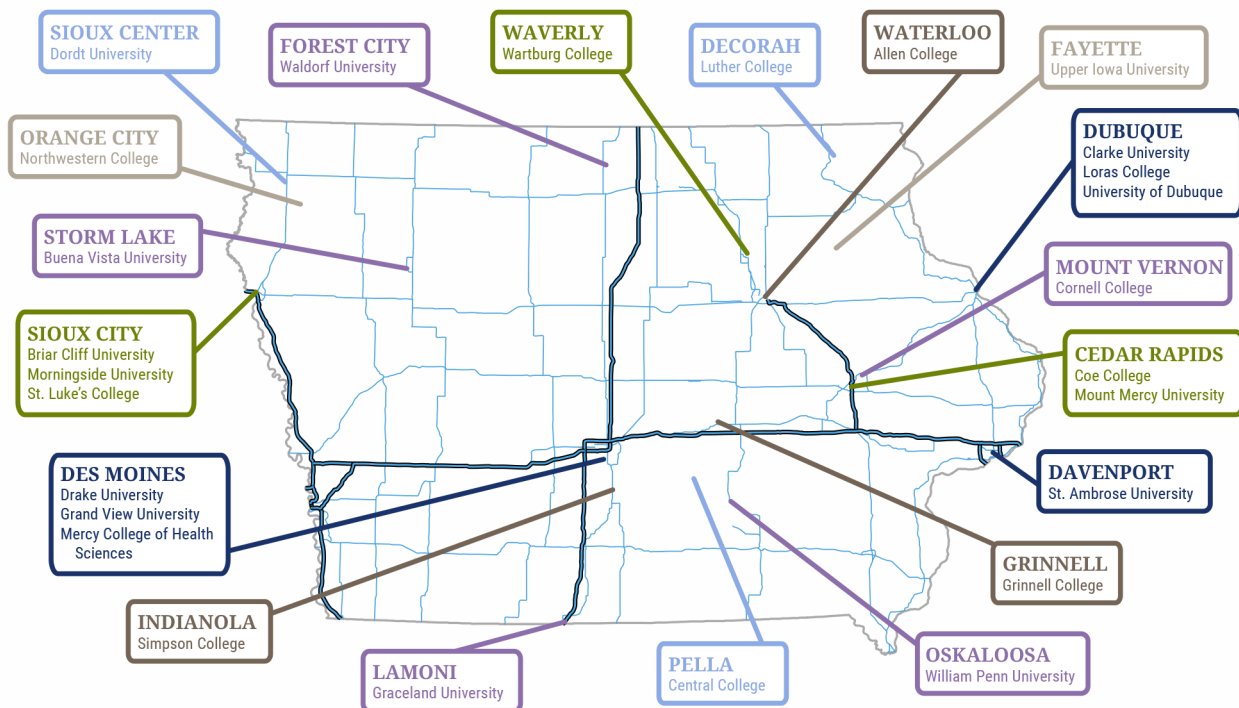 SIOUX CENTER
Dordt University
FOREST CITY
Waldorf University
WAVERLY
Wartburg College
DECORAH
Luther College
WATERLOO
Allen College
FAYETTE
Upper Iowa University
ORANGE CITY
Northwestern College
DUBUQUE
Clarke University
Loras College
University of Dubuque
STORM LAKE
Buena Vista University
MOUNT VERNON
Cornell College
SIOUX CITY
Briar Cliff University
Morningside University
St. Luke's College
CEDAR RAPIDS
Coe College
Mount Mercy University
DES MOINES
Drake University
Grand View University
Mercy College of Health
Sciences
DAVENPORT
St. Ambrose University
GRINNELL
Grinnell College
INDIANOLA
Simpson College
LAMONI
Graceland University
PELLA
Central College
OSKALOOSA
William Penn University